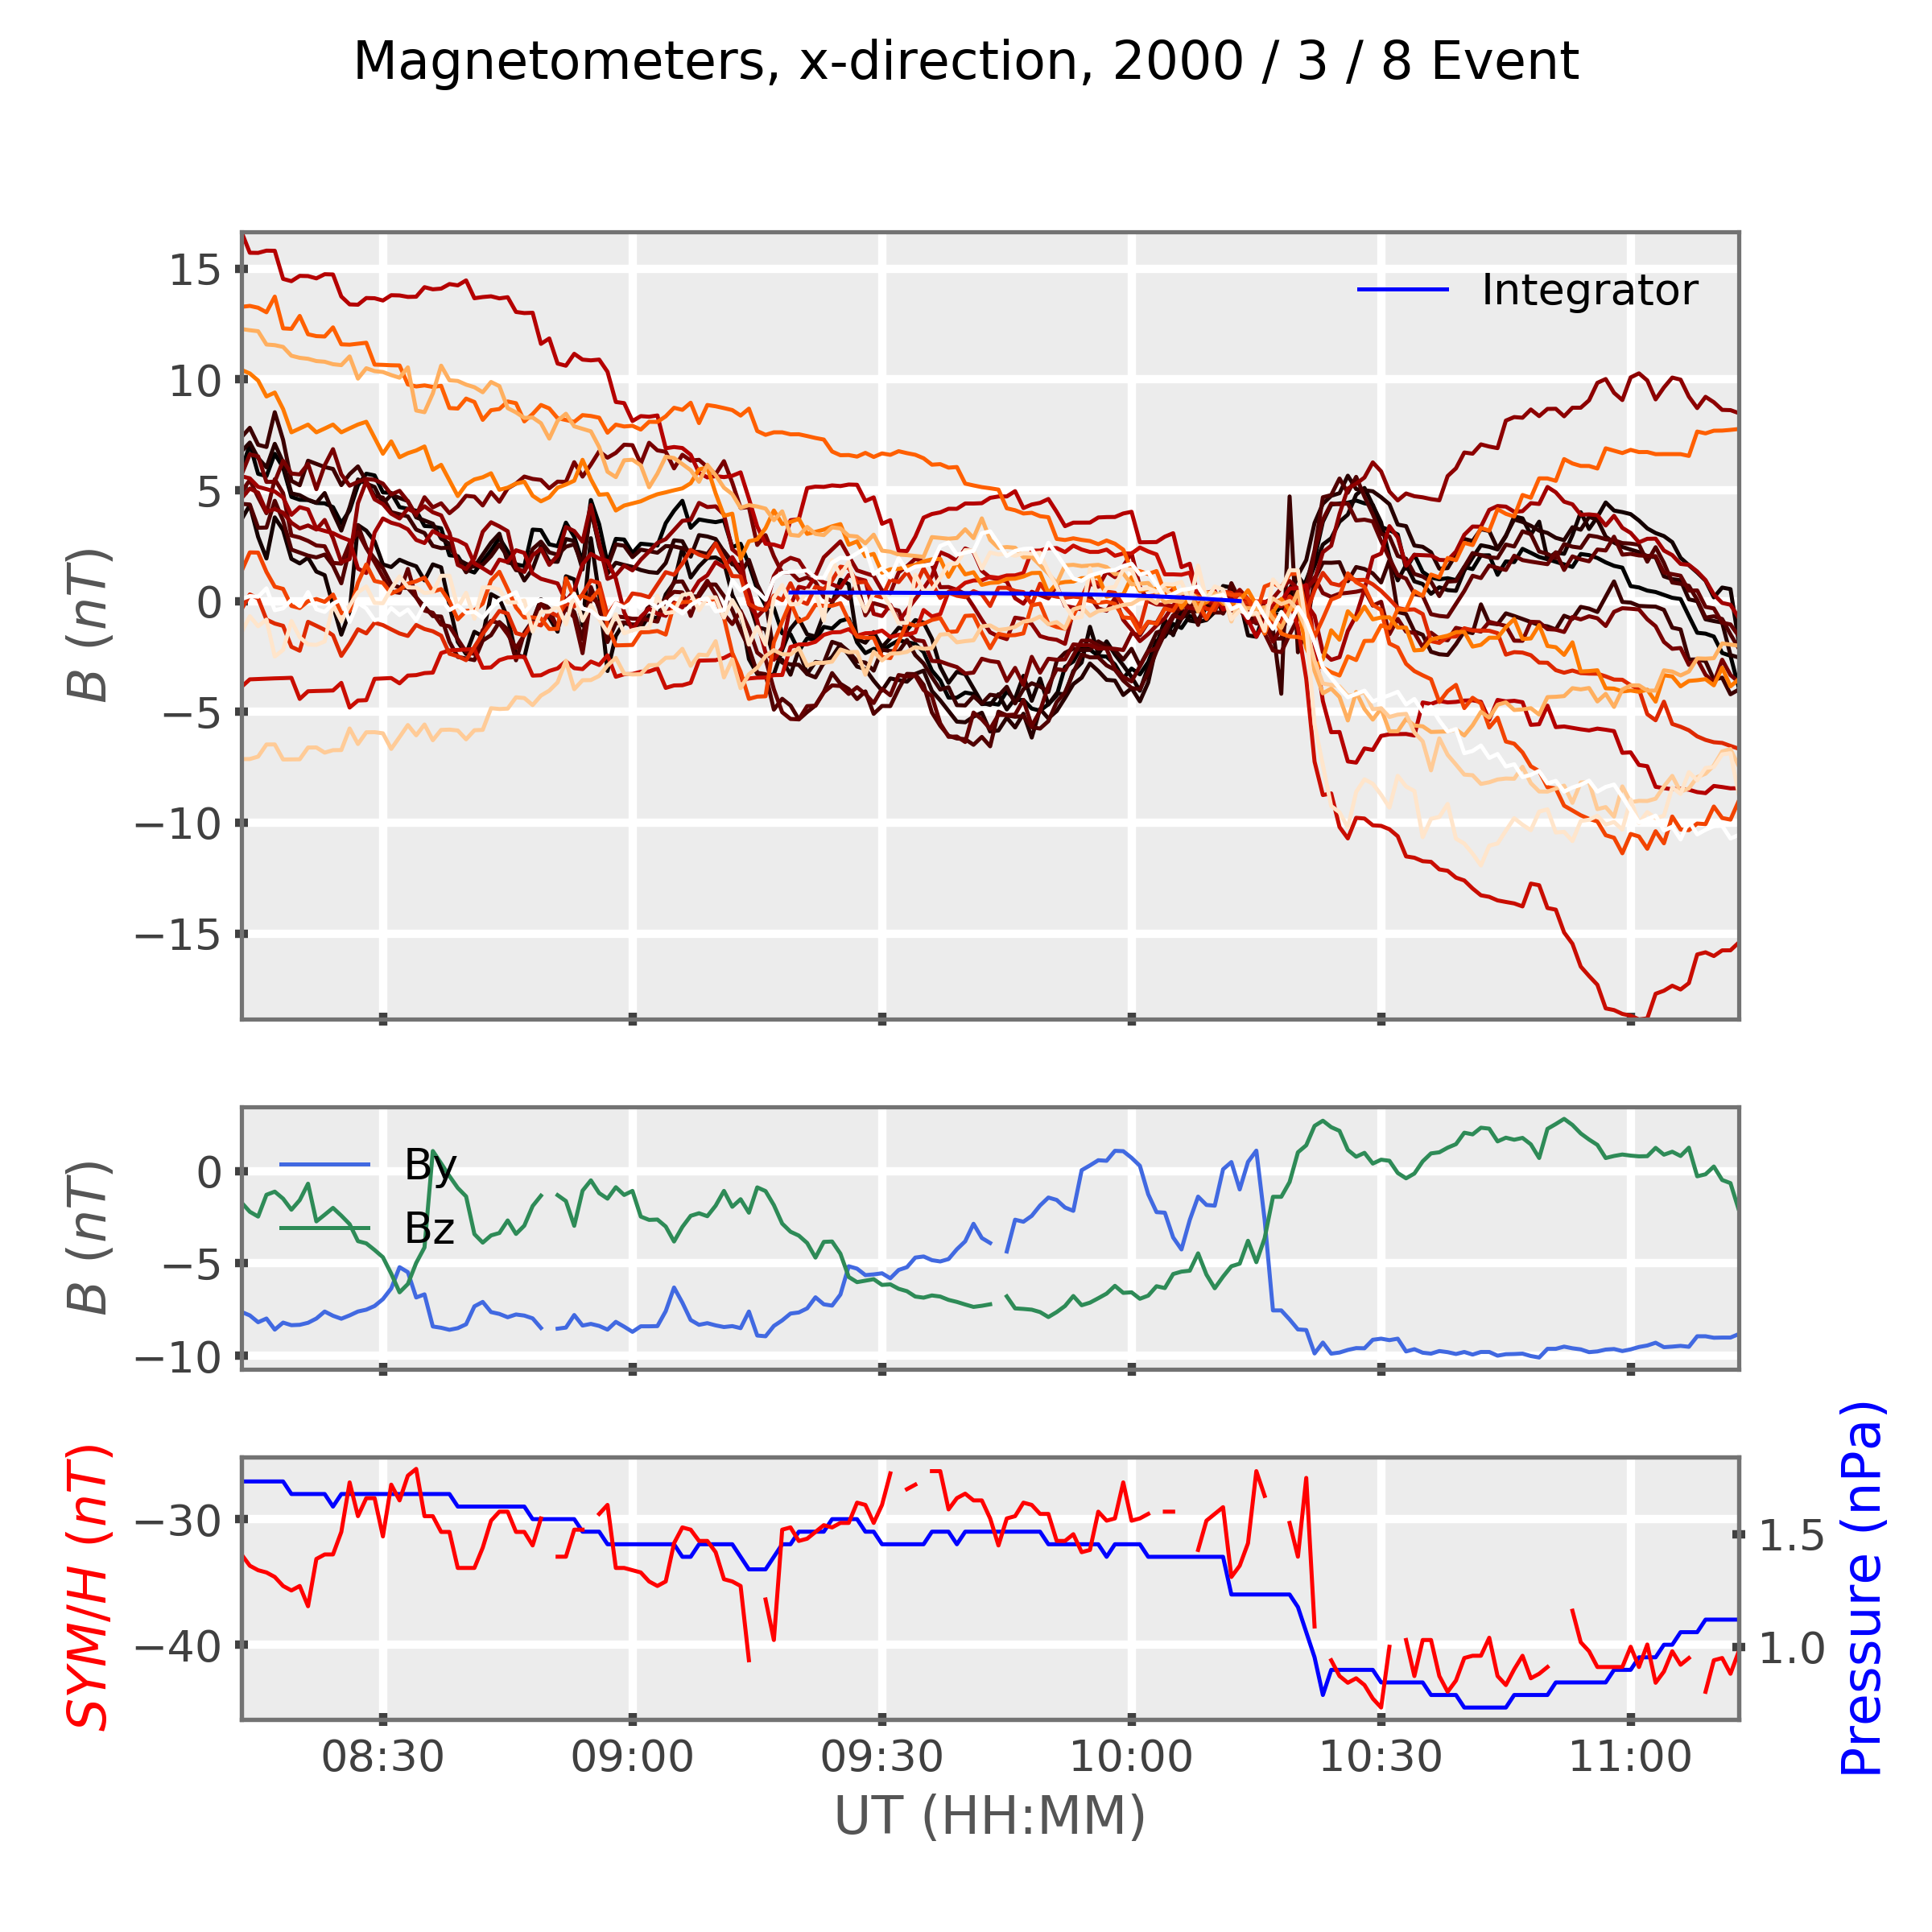 Magnetometers, x-direction, 2000 / 3 / 8 Event
15
10
5
0
−5
−10
−15
B (nT)
Integrator
0
−5
−10
B (nT)
By
Bz
−30
−40
SYM/H (nT)
1.5
1.0
Pressure (nPa)
08:30 09:00 09:30 10:00 10:30 11:00
UT (HH:MM)